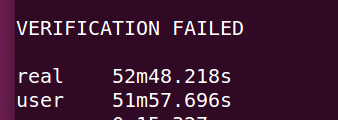 VERIFICATION FAILED
real 52m48.218s
user 51m57.696s